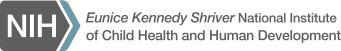 NIH
Eunice Kennedy Shriver National Institute
of Child Health and Human Development